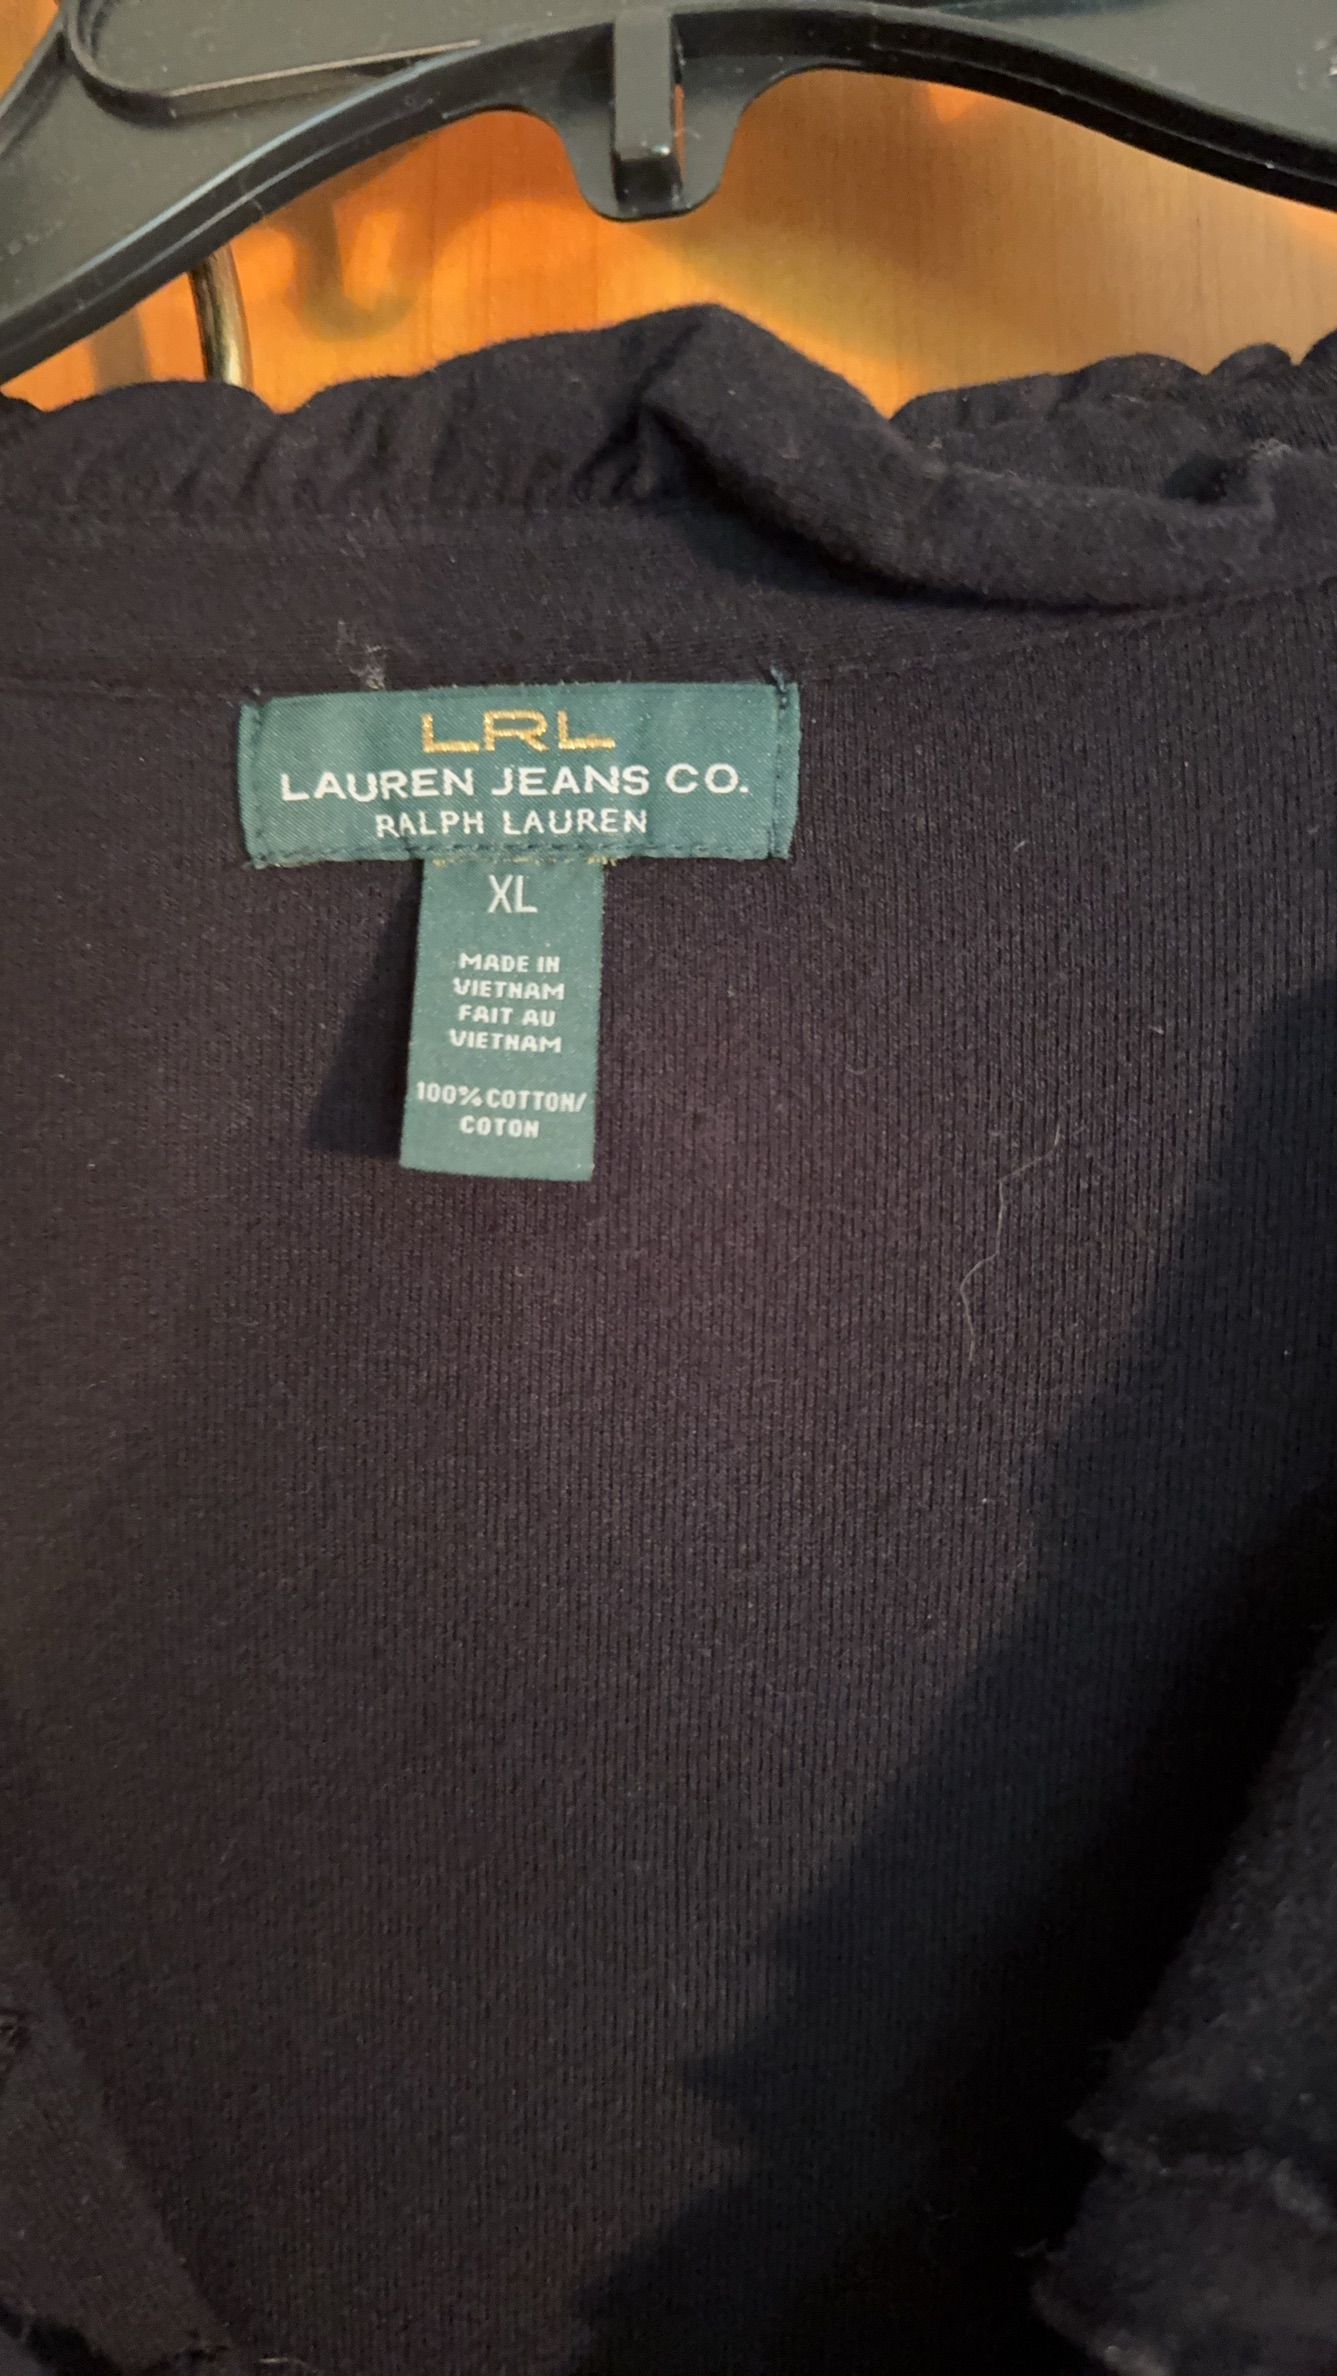 LRL
LAUREN JEANS CO.
RALPH LAUREN
XL
MADE IN
VIETNAM
FAIT AU
VIETNAM
100% COTTON/
COTON